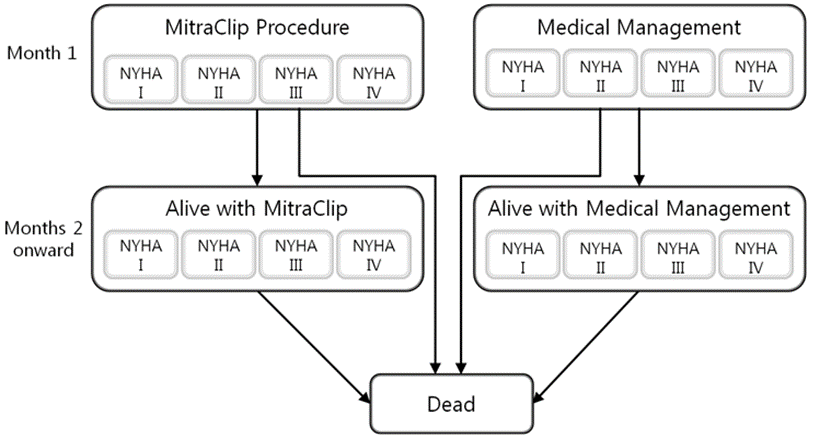 MitraClip Procedure
Medical Management
Month 1
NYHA
I
NYHA
II
NYHA
III
NYHA
IV
NYHA
I
NYHA
II
NYHA
III
NYHA
IV
Alive with MitraClip
Alive with Medical Management
Months 2
onward
NYHA
I
NYHA
II
NYHA
III
NYHA
IV
NYHA
I
NYHA
II
NYHA
III
NYHA
IV
Dead